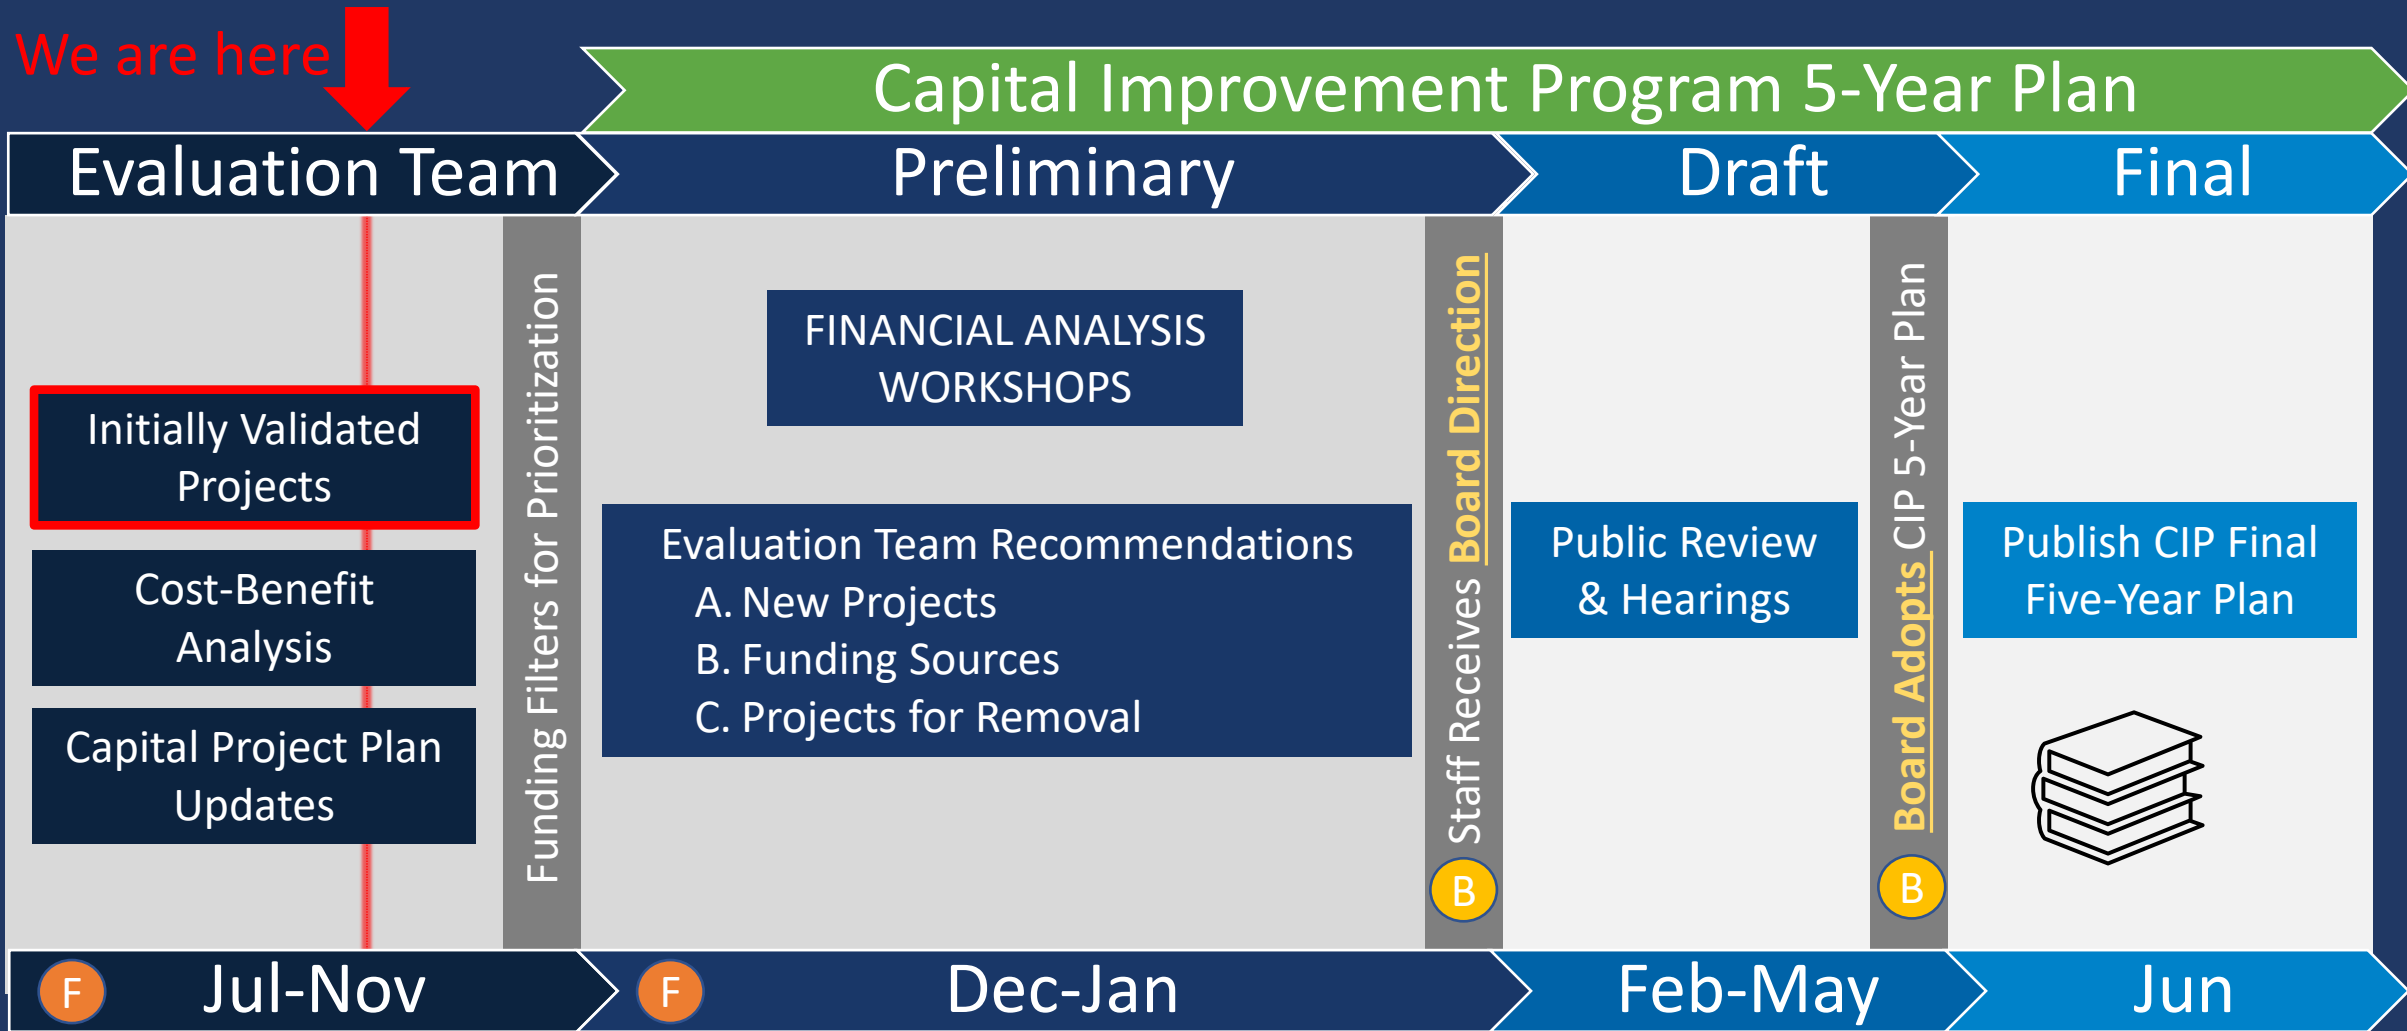 We are here
Capital Improvement Program 5-Year Plan
Evaluation Team
Preliminary
Draft
Final
Initially Validated
Projects
Cost-Benefit
Analysis
Capital Project Plan
Updates
Funding Filters for Prioritization
FINANCIAL ANALYSIS
WORKSHOPS
Evaluation Team Recommendations
A. New Projects
B. Funding Sources
C. Projects for Removal
Staff Receives Board Direction
B
Public Review
& Hearings
Board Adopts CIP 5-Year Plan
B
Publish CIP Final
Five-Year Plan
F
Jul-Nov
F
Dec-Jan
Feb-May
Jun